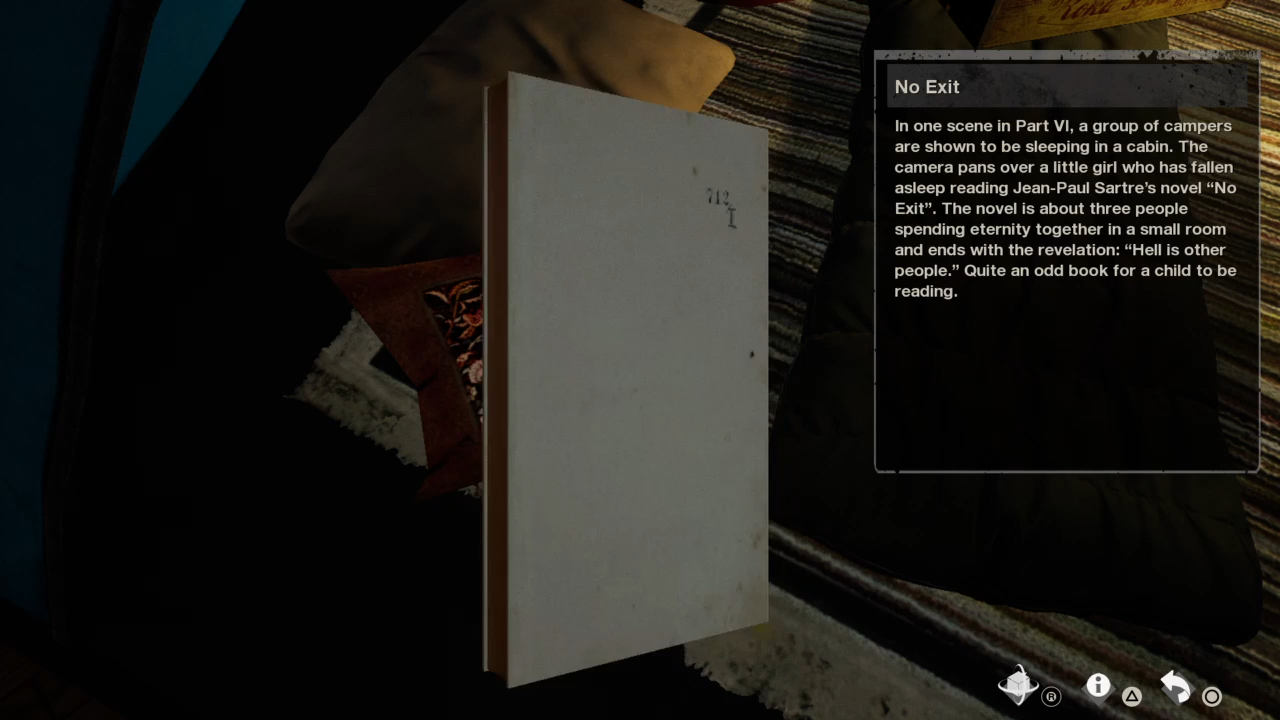 Roka
712
I
No Exit
In one scene in Part VI, a group of campers
are shown to be sleeping in a cabin. The
camera pans over a little girl who has fallen
asleep reading Jean-Paul Sartre's novel “No
Exit”. The novel is about three people
spending eternity together in a small room
and ends with the revelation: “Hell is other
people.” Quite an odd book for a child to be
reading.
R